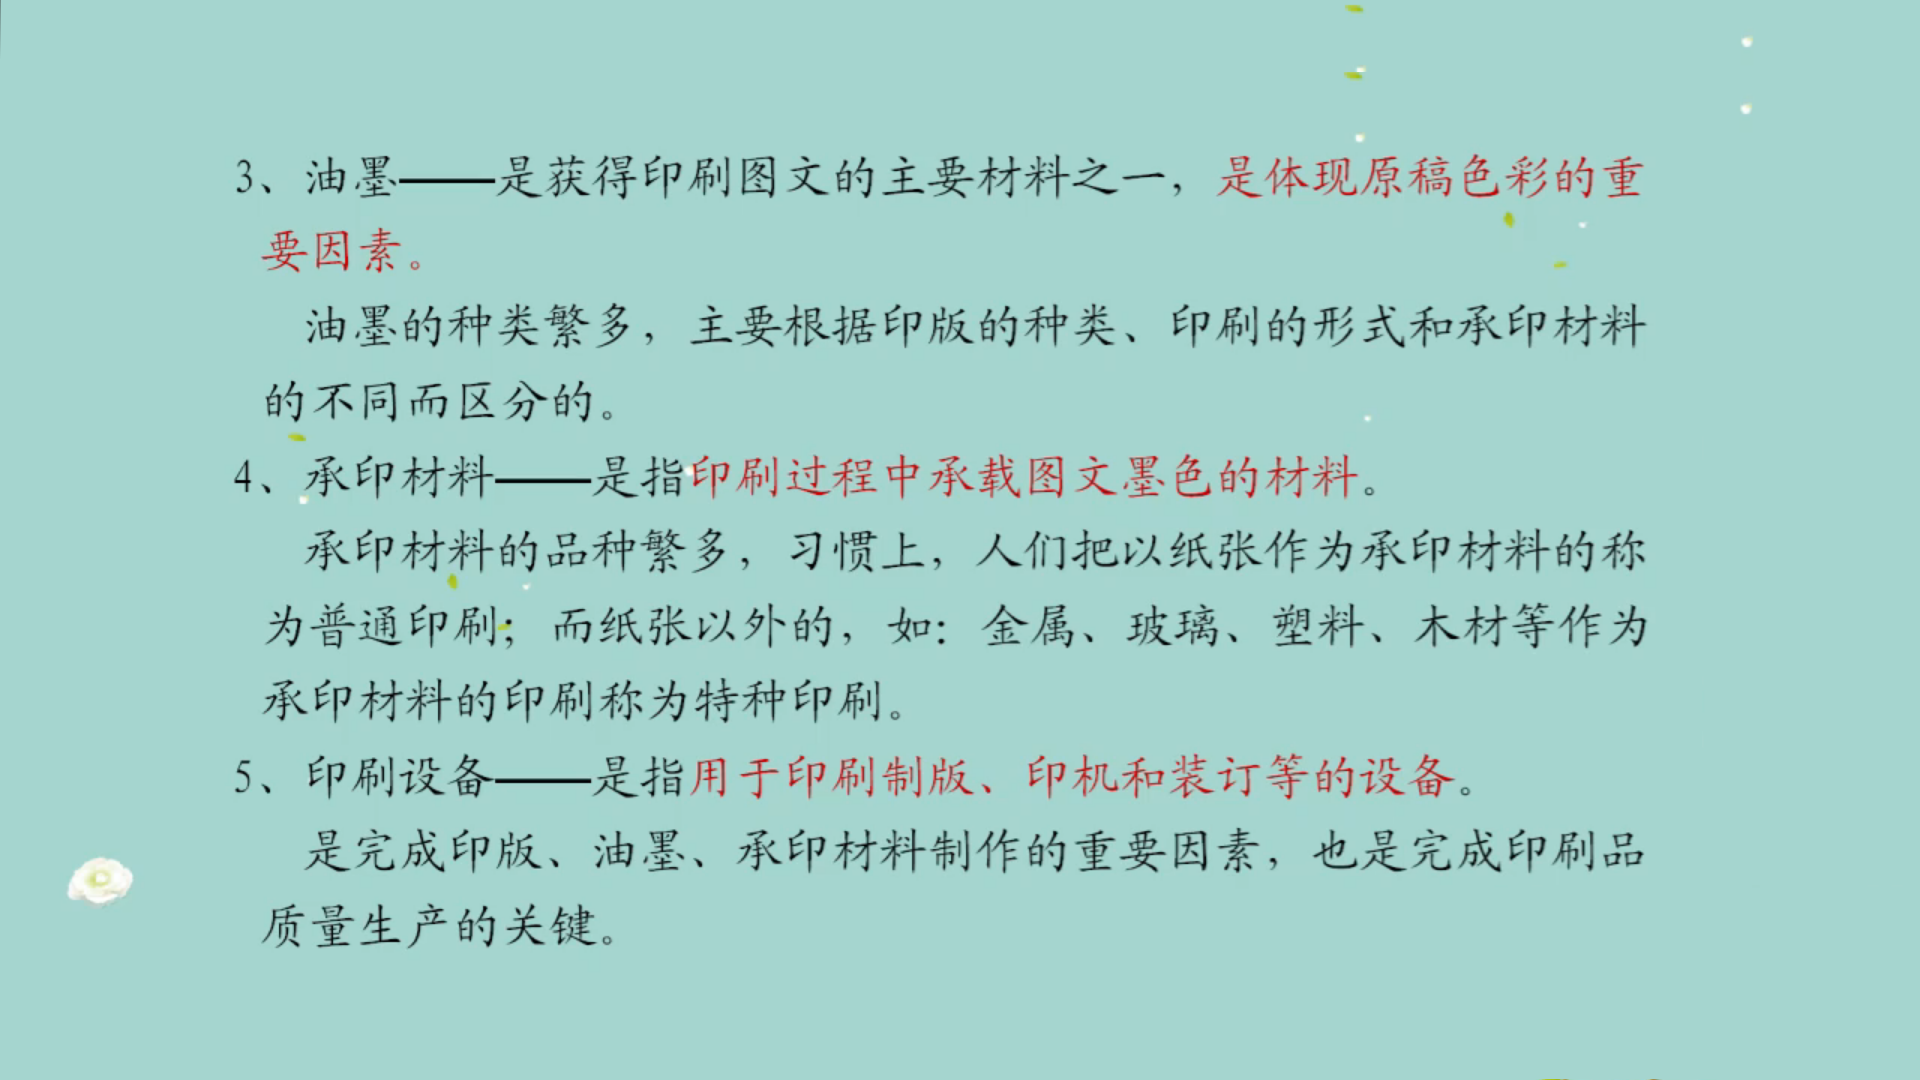 3、油墨——是获得印刷图文的主要材料之一，是体现原稿色彩的重
要因素。
油墨的种类繁多，主要根据印版的种类、印刷的形式和承印材料
的不同而区分的。
4、承印材料——是指印刷过程中承载图文墨色的材料。
承印材料的品种繁多，习惯上，人们把以纸张作为承印材料的称
为普通印刷；而纸张以外的，如：金属、玻璃、塑料、木材等作为
承印材料的印刷称为特种印刷。
5、印刷设备——是指用于印刷制版、印机和装订等的设备。
是完成印版、油墨、承印材料制作的重要因素，也是完成印刷品
质量生产的关键。